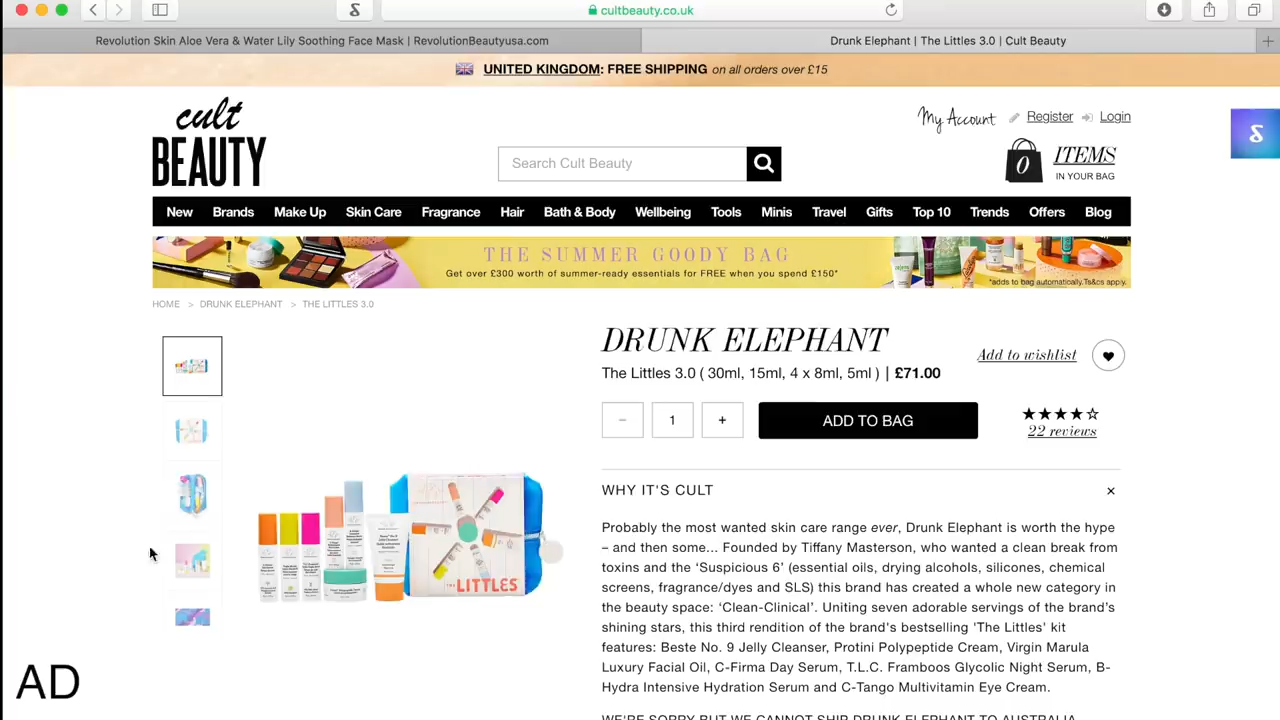 cultbeauty.co.uk
Revolution Skin Aloe Vera & Water Lily Soothing Face Mask | RevolutionBeautyusa.com
Drunk Elephant | The Littles 3.0 | Cult Beauty
UNITED KINGDOM: FREE SHIPPING on all orders over £15
cult
BEAUTY
My Account
Register
Login
Search Cult Beauty
0
ITEMS
IN YOUR BAG
New Brands Make Up Skin Care Fragrance Hair Bath & Body Wellbeing Tools Minis Travel Gifts Top 10 Trends Offers Blog
THE SUMMER GOODY BAG
Get over £300 worth of summer-ready essentials for FREE when you spend £150*
*adds to bag automatically.Ts&cs apply.
HOME > DRUNK ELEPHANT > THE LITTLES 3.0
DRUNK ELEPHANT
Add to wishlist
The Littles 3.0 ( 30ml, 15ml, 4 x 8ml, 5ml ) | £71.00
− 1 +
ADD TO BAG
★★★★☆
22 reviews
WHY IT'S CULT
×
Probably the most wanted skin care range ever, Drunk Elephant is worth the hype
– and then some... Founded by Tiffany Masterson, who wanted a clean break from
toxins and the ‘Suspicious 6’ (essential oils, drying alcohols, silicones, chemical
screens, fragrance/dyes and SLS) this brand has created a whole new category in
the beauty space: ‘Clean-Clinical’. Uniting seven adorable servings of the brand’s
shining stars, this third rendition of the brand's bestselling 'The Littles' kit
features: Beste No. 9 Jelly Cleanser, Protini Polypeptide Cream, Virgin Marula
Luxury Facial Oil, C-Firma Day Serum, T.L.C. Framboos Glycolic Night Serum, B-
Hydra Intensive Hydration Serum and C-Tango Multivitamin Eye Cream.
WE'RE SORRY BUT WE CANNOT SHIP DRUNK ELEPHANT TO AUSTRALIA
THE LITTLES
AD